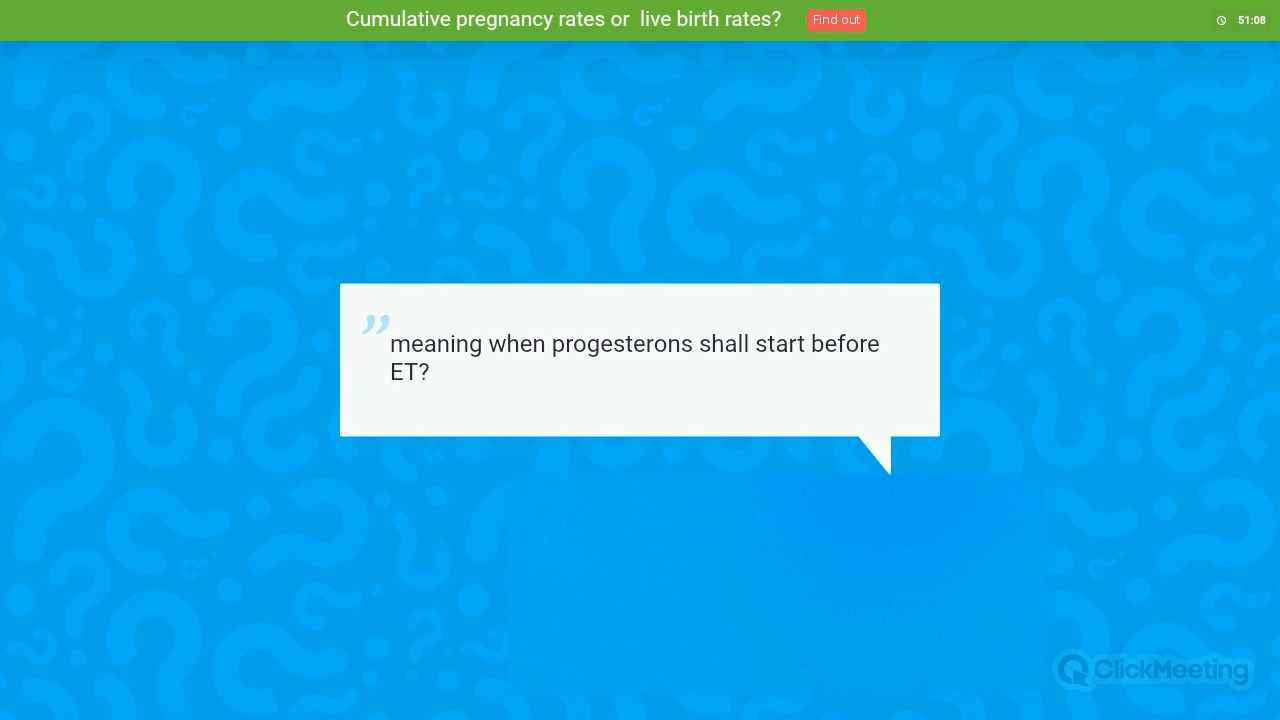 Cumulative pregnancy rates or  live birth rates? Find out 51:08
” meaning when progesterons shall start before
ET?
ClickMeeting